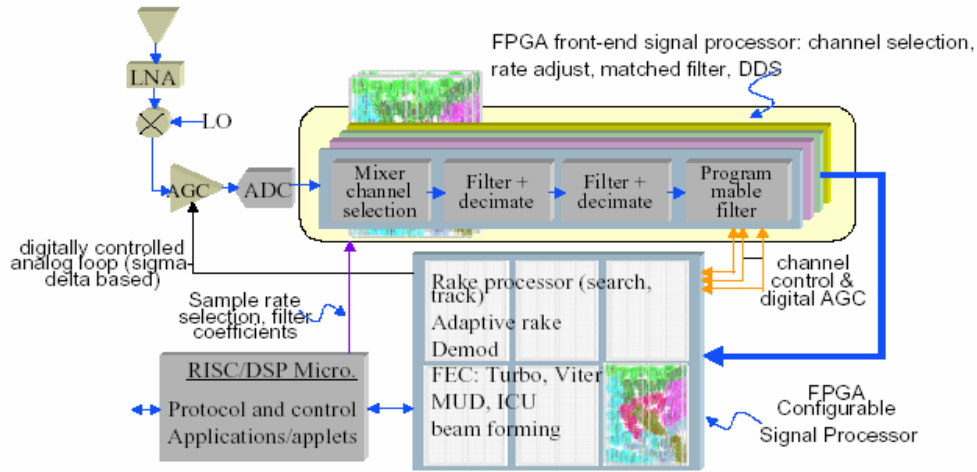 FPGA front-end signal processor: channel selection,
rate adjust, matched filter, DDS
LNA
LO
AGC
ADC
Mixer
channel
selection
Filter +
decimate
Filter +
decimate
Program
mable
filter
digitally controlled
analog loop (sigma-
delta based)
Sample rate
selection, filter
coefficients
channel
control &
digital AGC
Rake processor (search,
track)
Adaptive rake
Demod
FEC: Turbo, Viter
MUD, ICU
beam forming
RISC/DSP Micro.
Protocol and control
Applications/applets
FPGA
Configurable
Signal Processor